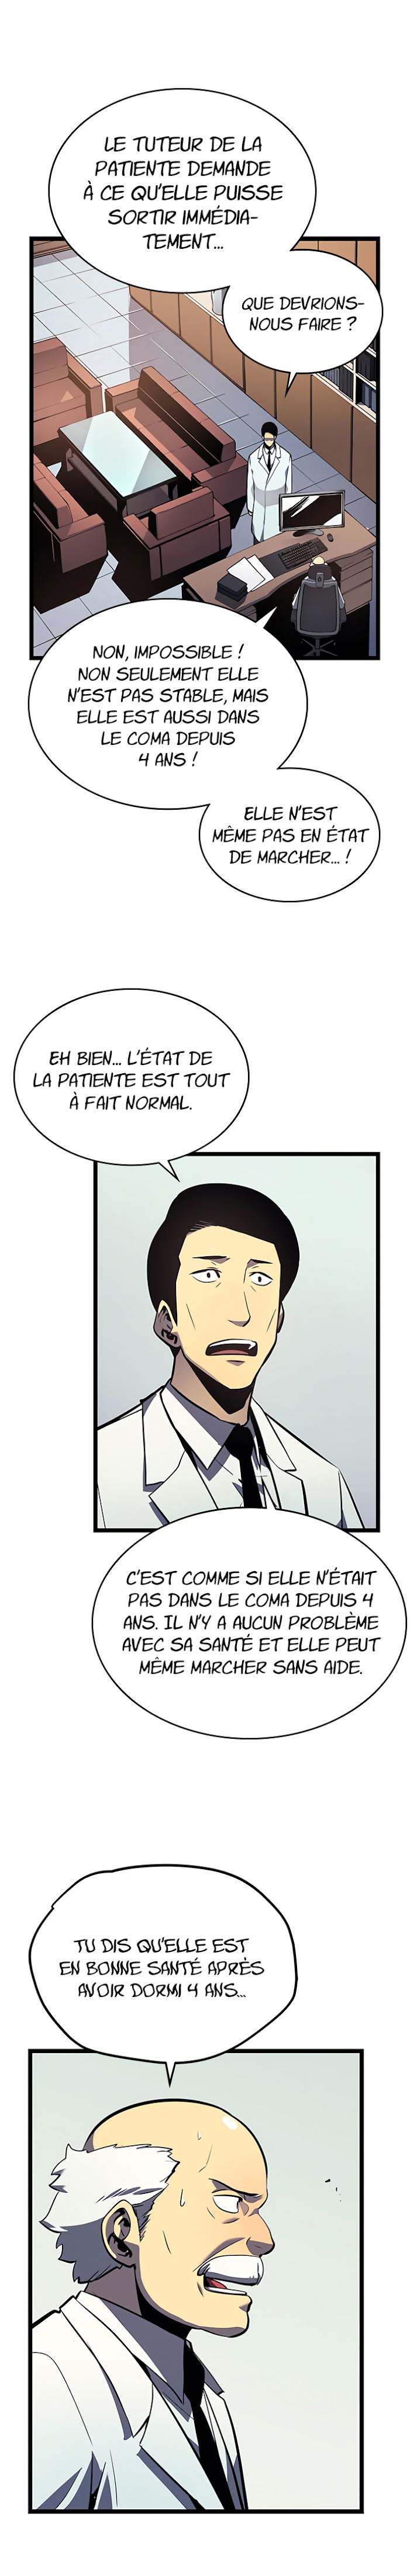 LE TUTEUR DE LA
PATIENTE DEMANDE
À CE QU'ELLE PUISSE
SORTIR IMMÉDIA-
TEMENT...
QUE DEVRIONS-
NOUS FAIRE ?
NON, IMPOSSIBLE !
NON SEULEMENT ELLE
N'EST PAS STABLE, MAIS
ELLE EST AUSSI DANS
LE COMA DEPUIS
4 ANS !
ELLE N'EST
MÊME PAS EN ÉTAT
DE MARCHER... !
EH BIEN... L'ÉTAT DE
LA PATIENTE EST TOUT
À FAIT NORMAL.
C'EST COMME SI ELLE N'ÉTAIT
PAS DANS LE COMA DEPUIS 4
ANS. IL N'Y A AUCUN PROBLÈME
AVEC SA SANTÉ ET ELLE PEUT
MÊME MARCHER SANS AIDE.
TU DIS QU'ELLE EST
EN BONNE SANTÉ APRÈS
AVOIR DORMI 4 ANS...